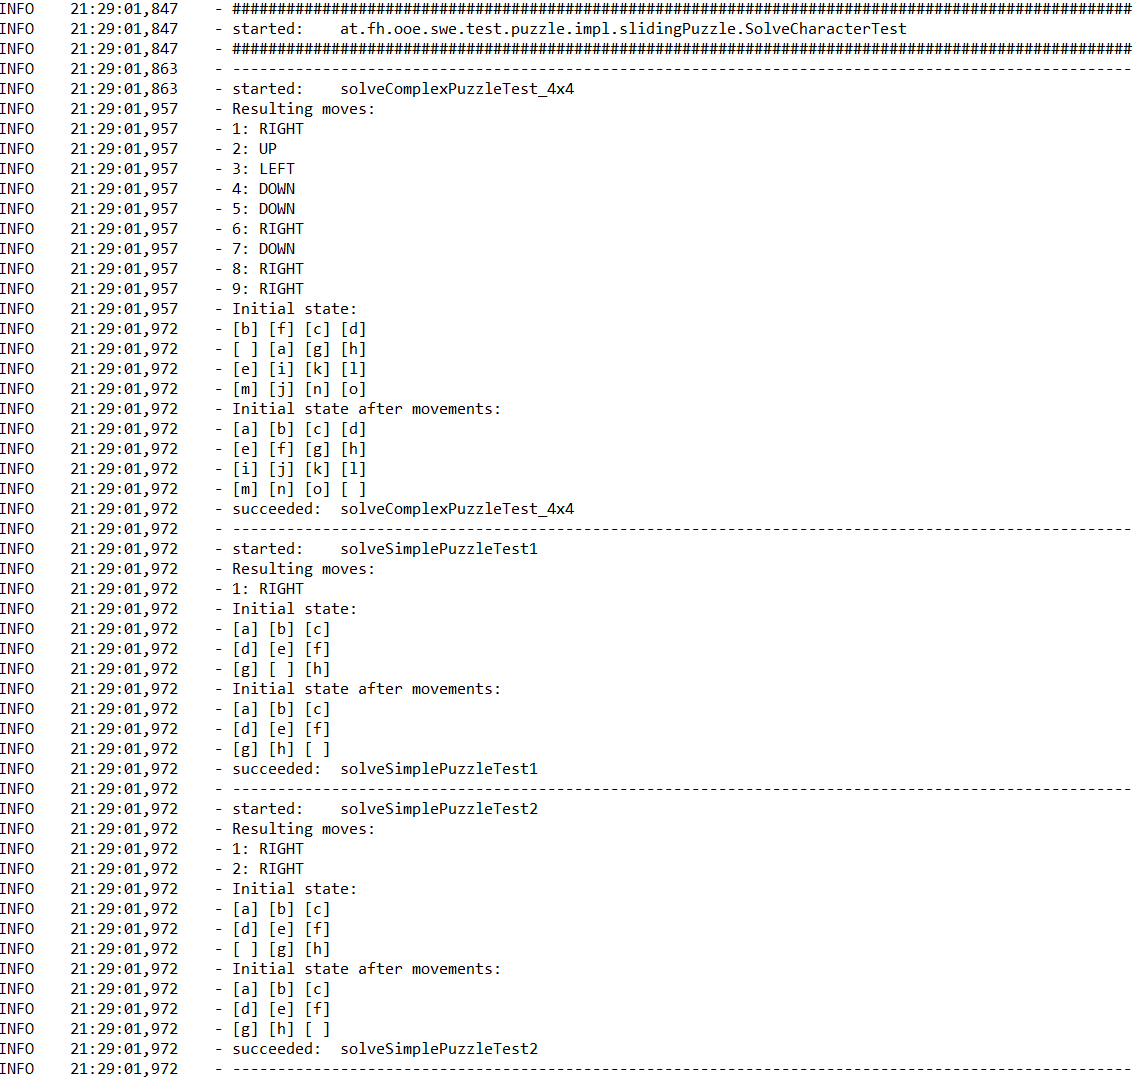 INFO    21:29:01,847    - ####################################################################################################
INFO    21:29:01,847    - started:    at.fh.ooe.swe.test.puzzle.impl.slidingPuzzle.SolveCharacterTest
INFO    21:29:01,847    - ####################################################################################################
INFO    21:29:01,863    - ----------------------------------------------------------------------------------------------------
INFO    21:29:01,863    - started:    solveComplexPuzzleTest_4x4
INFO    21:29:01,957    - Resulting moves:
INFO    21:29:01,957    - 1: RIGHT
INFO    21:29:01,957    - 2: UP
INFO    21:29:01,957    - 3: LEFT
INFO    21:29:01,957    - 4: DOWN
INFO    21:29:01,957    - 5: DOWN
INFO    21:29:01,957    - 6: RIGHT
INFO    21:29:01,957    - 7: DOWN
INFO    21:29:01,957    - 8: RIGHT
INFO    21:29:01,957    - 9: RIGHT
INFO    21:29:01,957    - Initial state:
INFO    21:29:01,972    - [b] [f] [c] [d]
INFO    21:29:01,972    - [ ] [a] [g] [h]
INFO    21:29:01,972    - [e] [i] [k] [l]
INFO    21:29:01,972    - [m] [j] [n] [o]
INFO    21:29:01,972    - Initial state after movements:
INFO    21:29:01,972    - [a] [b] [c] [d]
INFO    21:29:01,972    - [e] [f] [g] [h]
INFO    21:29:01,972    - [i] [j] [k] [l]
INFO    21:29:01,972    - [m] [n] [o] [ ]
INFO    21:29:01,972    - succeeded:  solveComplexPuzzleTest_4x4
INFO    21:29:01,972    - ----------------------------------------------------------------------------------------------------
INFO    21:29:01,972    - started:    solveSimplePuzzleTest1
INFO    21:29:01,972    - Resulting moves:
INFO    21:29:01,972    - 1: RIGHT
INFO    21:29:01,972    - Initial state:
INFO    21:29:01,972    - [a] [b] [c]
INFO    21:29:01,972    - [d] [e] [f]
INFO    21:29:01,972    - [g] [ ] [h]
INFO    21:29:01,972    - Initial state after movements:
INFO    21:29:01,972    - [a] [b] [c]
INFO    21:29:01,972    - [d] [e] [f]
INFO    21:29:01,972    - [g] [h] [ ]
INFO    21:29:01,972    - succeeded:  solveSimplePuzzleTest1
INFO    21:29:01,972    - ----------------------------------------------------------------------------------------------------
INFO    21:29:01,972    - started:    solveSimplePuzzleTest2
INFO    21:29:01,972    - Resulting moves:
INFO    21:29:01,972    - 1: RIGHT
INFO    21:29:01,972    - 2: RIGHT
INFO    21:29:01,972    - Initial state:
INFO    21:29:01,972    - [a] [b] [c]
INFO    21:29:01,972    - [d] [e] [f]
INFO    21:29:01,972    - [ ] [g] [h]
INFO    21:29:01,972    - Initial state after movements:
INFO    21:29:01,972    - [a] [b] [c]
INFO    21:29:01,972    - [d] [e] [f]
INFO    21:29:01,972    - [g] [h] [ ]
INFO    21:29:01,972    - succeeded:  solveSimplePuzzleTest2
INFO    21:29:01,972    - ----------------------------------------------------------------------------------------------------